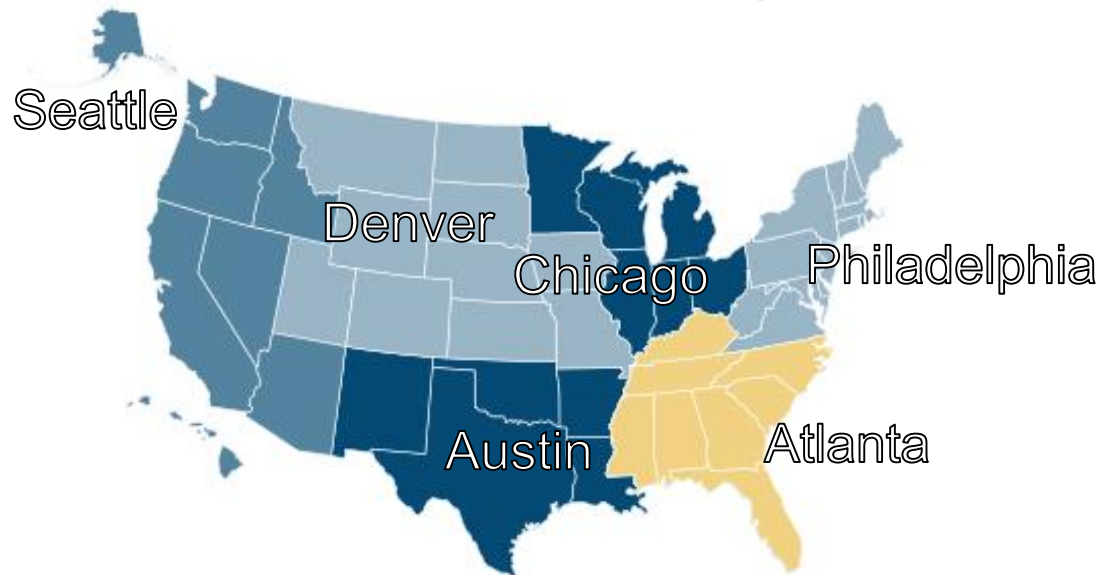 Seattle
Denver
Chicago
Philadelphia
Austin
Atlanta